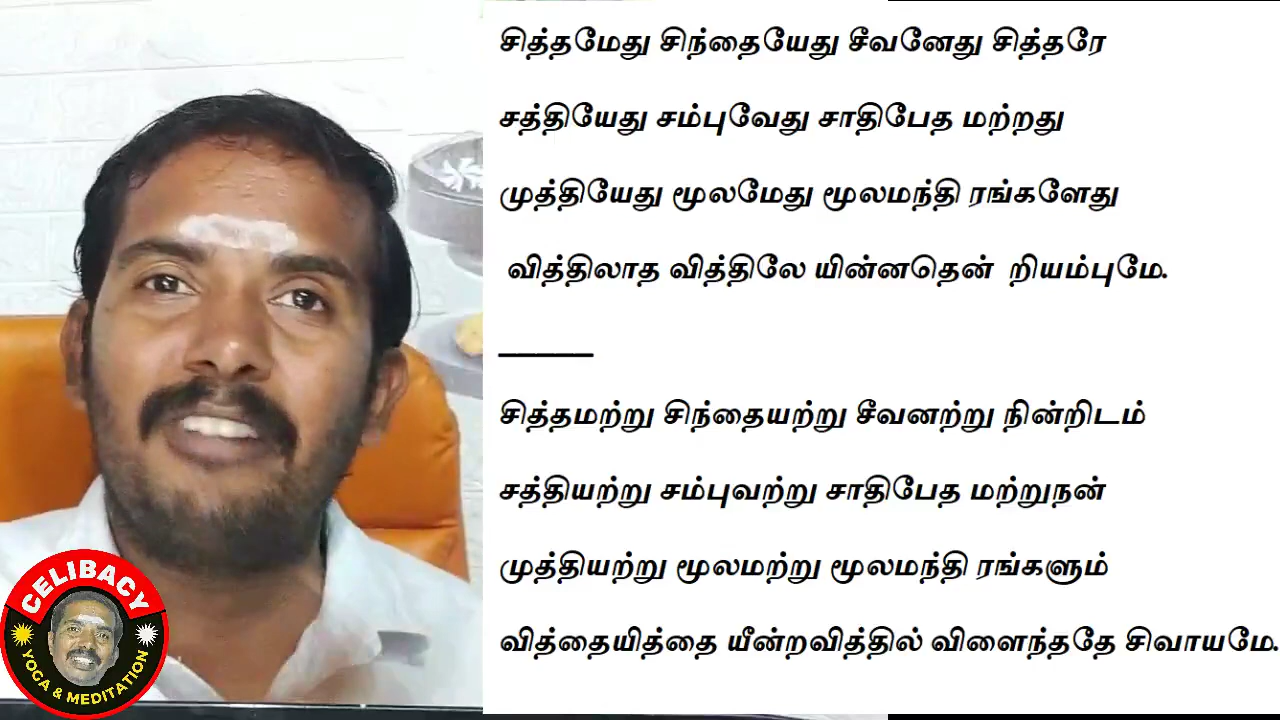 சித்தமேது சிந்தையேது சீவனேது சித்தரே
சத்தியேது சம்புவேது சாதிபேத மற்றது
முத்தியேது மூலமேது மூலமந்தி ரங்களேது
வித்திலாத வித்திலே யின்னதென் றியம்புமே.
_____
சித்தமற்று சிந்தையற்று சீவனற்று நின்றிடம்
சத்தியற்று சம்புவற்று சாதிபேத மற்றுநன்
முத்தியற்று மூலமற்று மூலமந்தி ரங்களும்
வித்தையித்தை யீன்றவித்தில் விளைந்ததே சிவாயமே.
CELIBACY
YOGA & MEDITATION